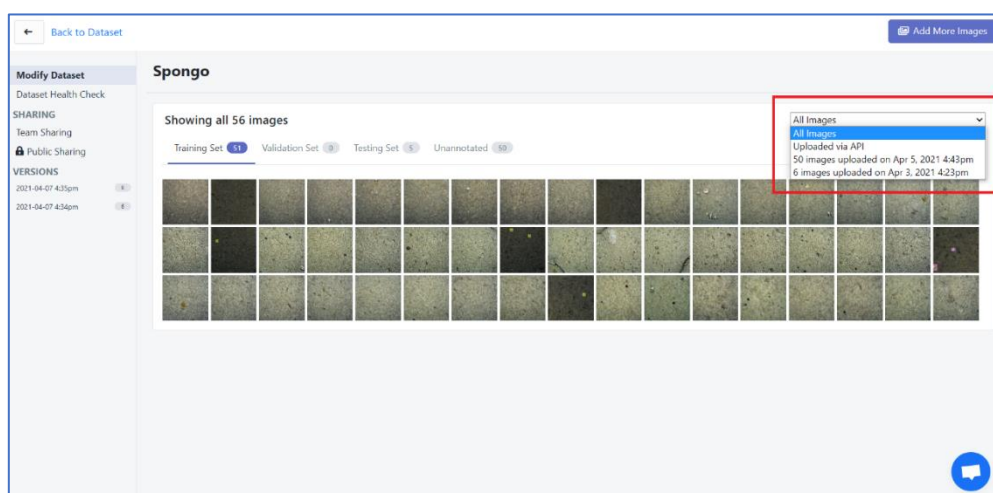 ← Back to Dataset
Add More Images
Modify Dataset
Dataset Health Check
SHARING
Team Sharing
Public Sharing
VERSIONS
2021-04-07 4:35pm 6
2021-04-07 4:34pm 6
Spongo
Showing all 56 images
All Images
All Images
Uploaded via API
50 images uploaded on Apr 5, 2021 4:43pm
6 images uploaded on Apr 3, 2021 4:23pm
Training Set 51 Validation Set 0 Testing Set 5 Unannotated 50